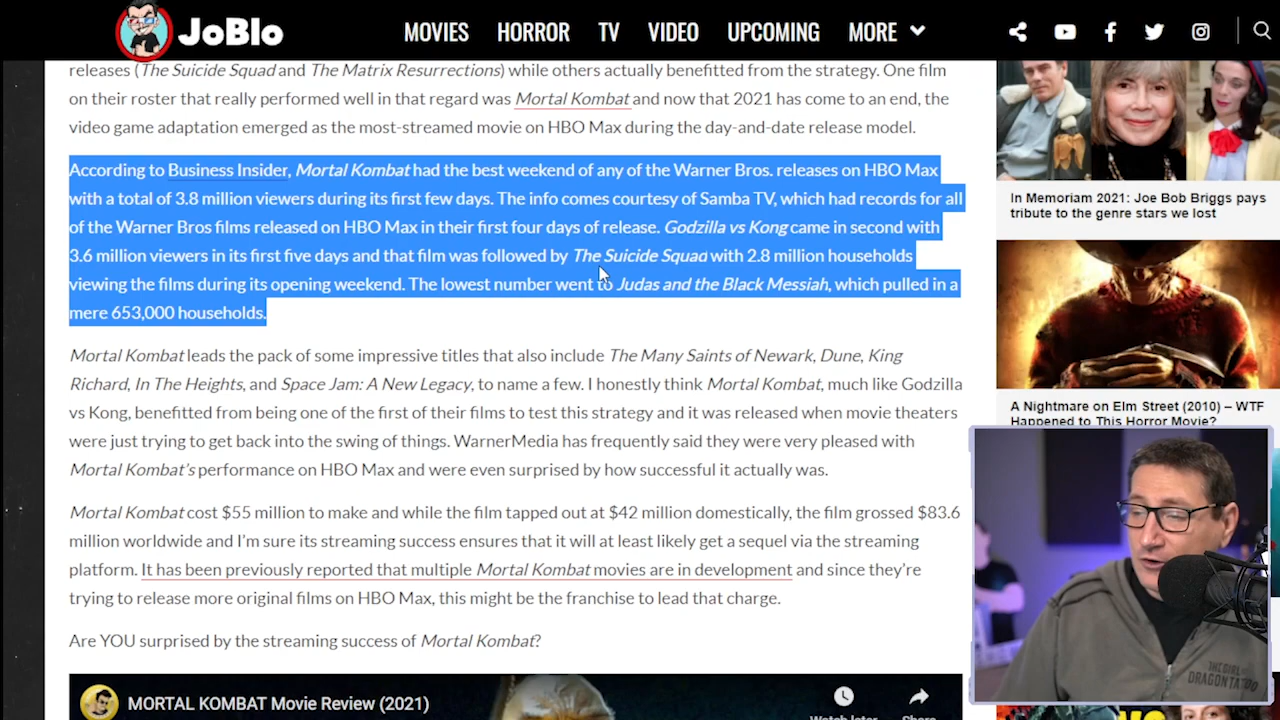 JoBlo
MOVIES HORROR TV VIDEO UPCOMING MORE
releases (The Suicide Squad and The Matrix Resurrections) while others actually benefitted from the strategy. One film
on their roster that really performed well in that regard was Mortal Kombat and now that 2021 has come to an end, the
video game adaptation emerged as the most-streamed movie on HBO Max during the day-and-date release model.
According to Business Insider, Mortal Kombat had the best weekend of any of the Warner Bros. releases on HBO Max
with a total of 3.8 million viewers during its first few days. The info comes courtesy of Samba TV, which had records for all
of the Warner Bros films released on HBO Max in their first four days of release. Godzilla vs Kong came in second with
3.6 million viewers in its first five days and that film was followed by The Suicide Squad with 2.8 million households
viewing the films during its opening weekend. The lowest number went to Judas and the Black Messiah, which pulled in a
mere 653,000 households.
Mortal Kombat leads the pack of some impressive titles that also include The Many Saints of Newark, Dune, King
Richard, In The Heights, and Space Jam: A New Legacy, to name a few. I honestly think Mortal Kombat, much like Godzilla
vs Kong, benefitted from being one of the first of their films to test this strategy and it was released when movie theaters
were just trying to get back into the swing of things. WarnerMedia has frequently said they were very pleased with
Mortal Kombat's performance on HBO Max and were even surprised by how successful it actually was.
Mortal Kombat cost $55 million to make and while the film tapped out at $42 million domestically, the film grossed $83.6
million worldwide and I'm sure its streaming success ensures that it will at least likely get a sequel via the streaming
platform. It has been previously reported that multiple Mortal Kombat movies are in development and since they're
trying to release more original films on HBO Max, this might be the franchise to lead that charge.
Are YOU surprised by the streaming success of Mortal Kombat?
MORTAL KOMBAT Movie Review (2021)
Watch later Share
In Memoriam 2021: Joe Bob Briggs pays
tribute to the genre stars we lost
A Nightmare on Elm Street (2010) – WTF
Happened to This Horror Movie?
THE GIRL
DRAGON TATTOO